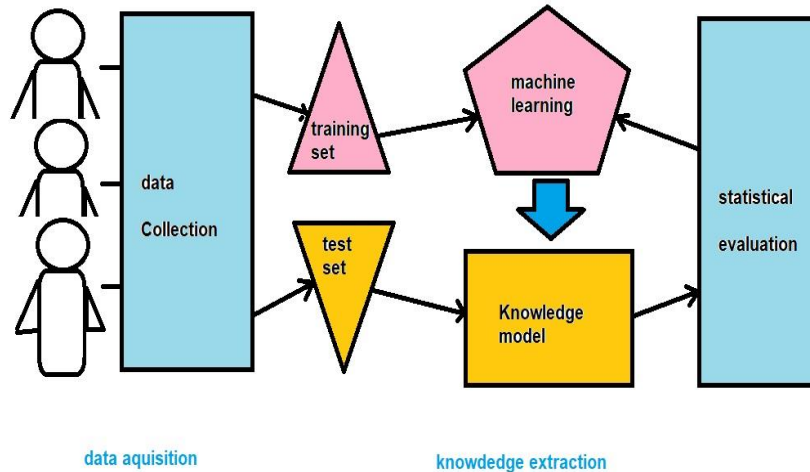 machine
learning
training
set
data
Collection
statistical
evaluation
test
set
Knowledge
model
data aquisition
knowdedge extraction